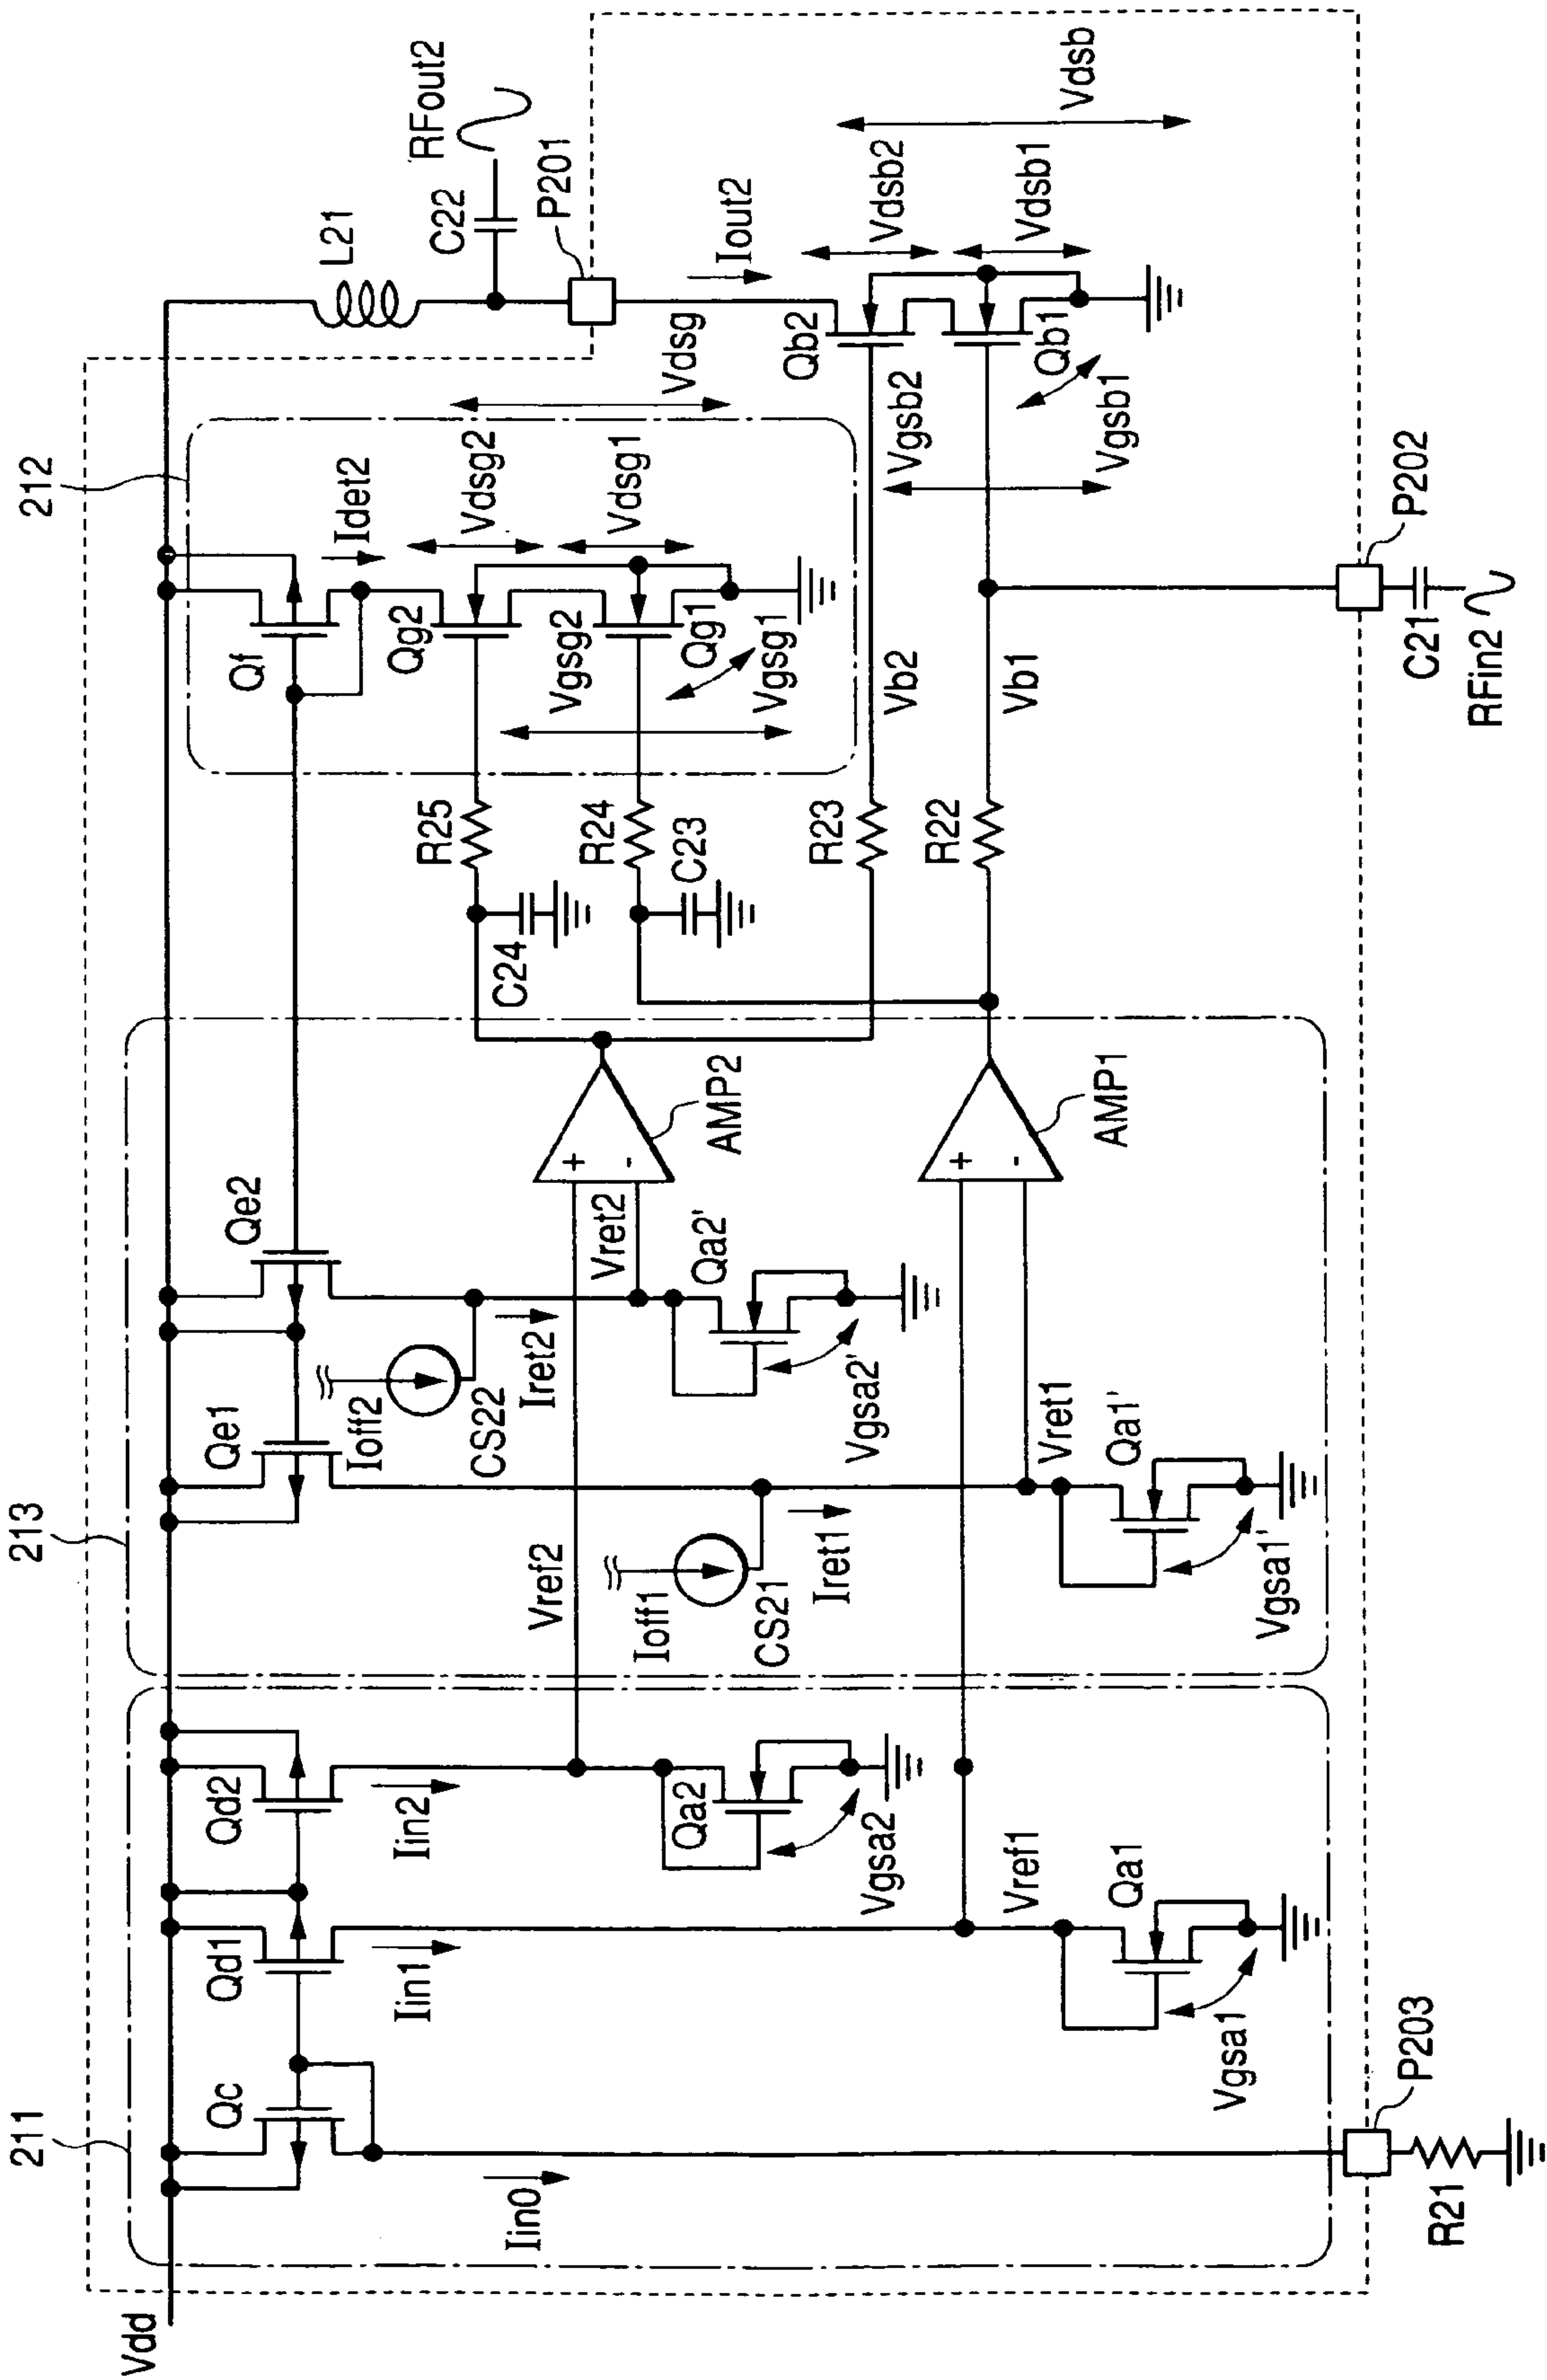 Vdd
211
Qc
Iin0
P203
R21
Qd1
Iin1
Vref1
Qa1
Vgsa1
Qd2
Iin2
Qa2
Vgsa2
213
Qe1
Ioff1
CS21
Iret1
Vret1
Qa1'
Vgsa1'
Vref2
Qe2
Ioff2
CS22
Iret2
Vret2
Qa2'
Vgsa2'
+
-
AMP2
+
-
AMP1
C24
R25
R24
C23
R23
R22
Vb2
Vb1
212
Qf
Idet2
Qg2
Vdsg2
Vgsg2
Vdsg1
Qg1
Vgsg1
Vdsg
L21
C22
RFout2
P201
Iout2
Qb2
Vdsb2
Vgsb2
Vdsb1
Qb1
Vgsb1
Vdsb
P202
C21
RFin2